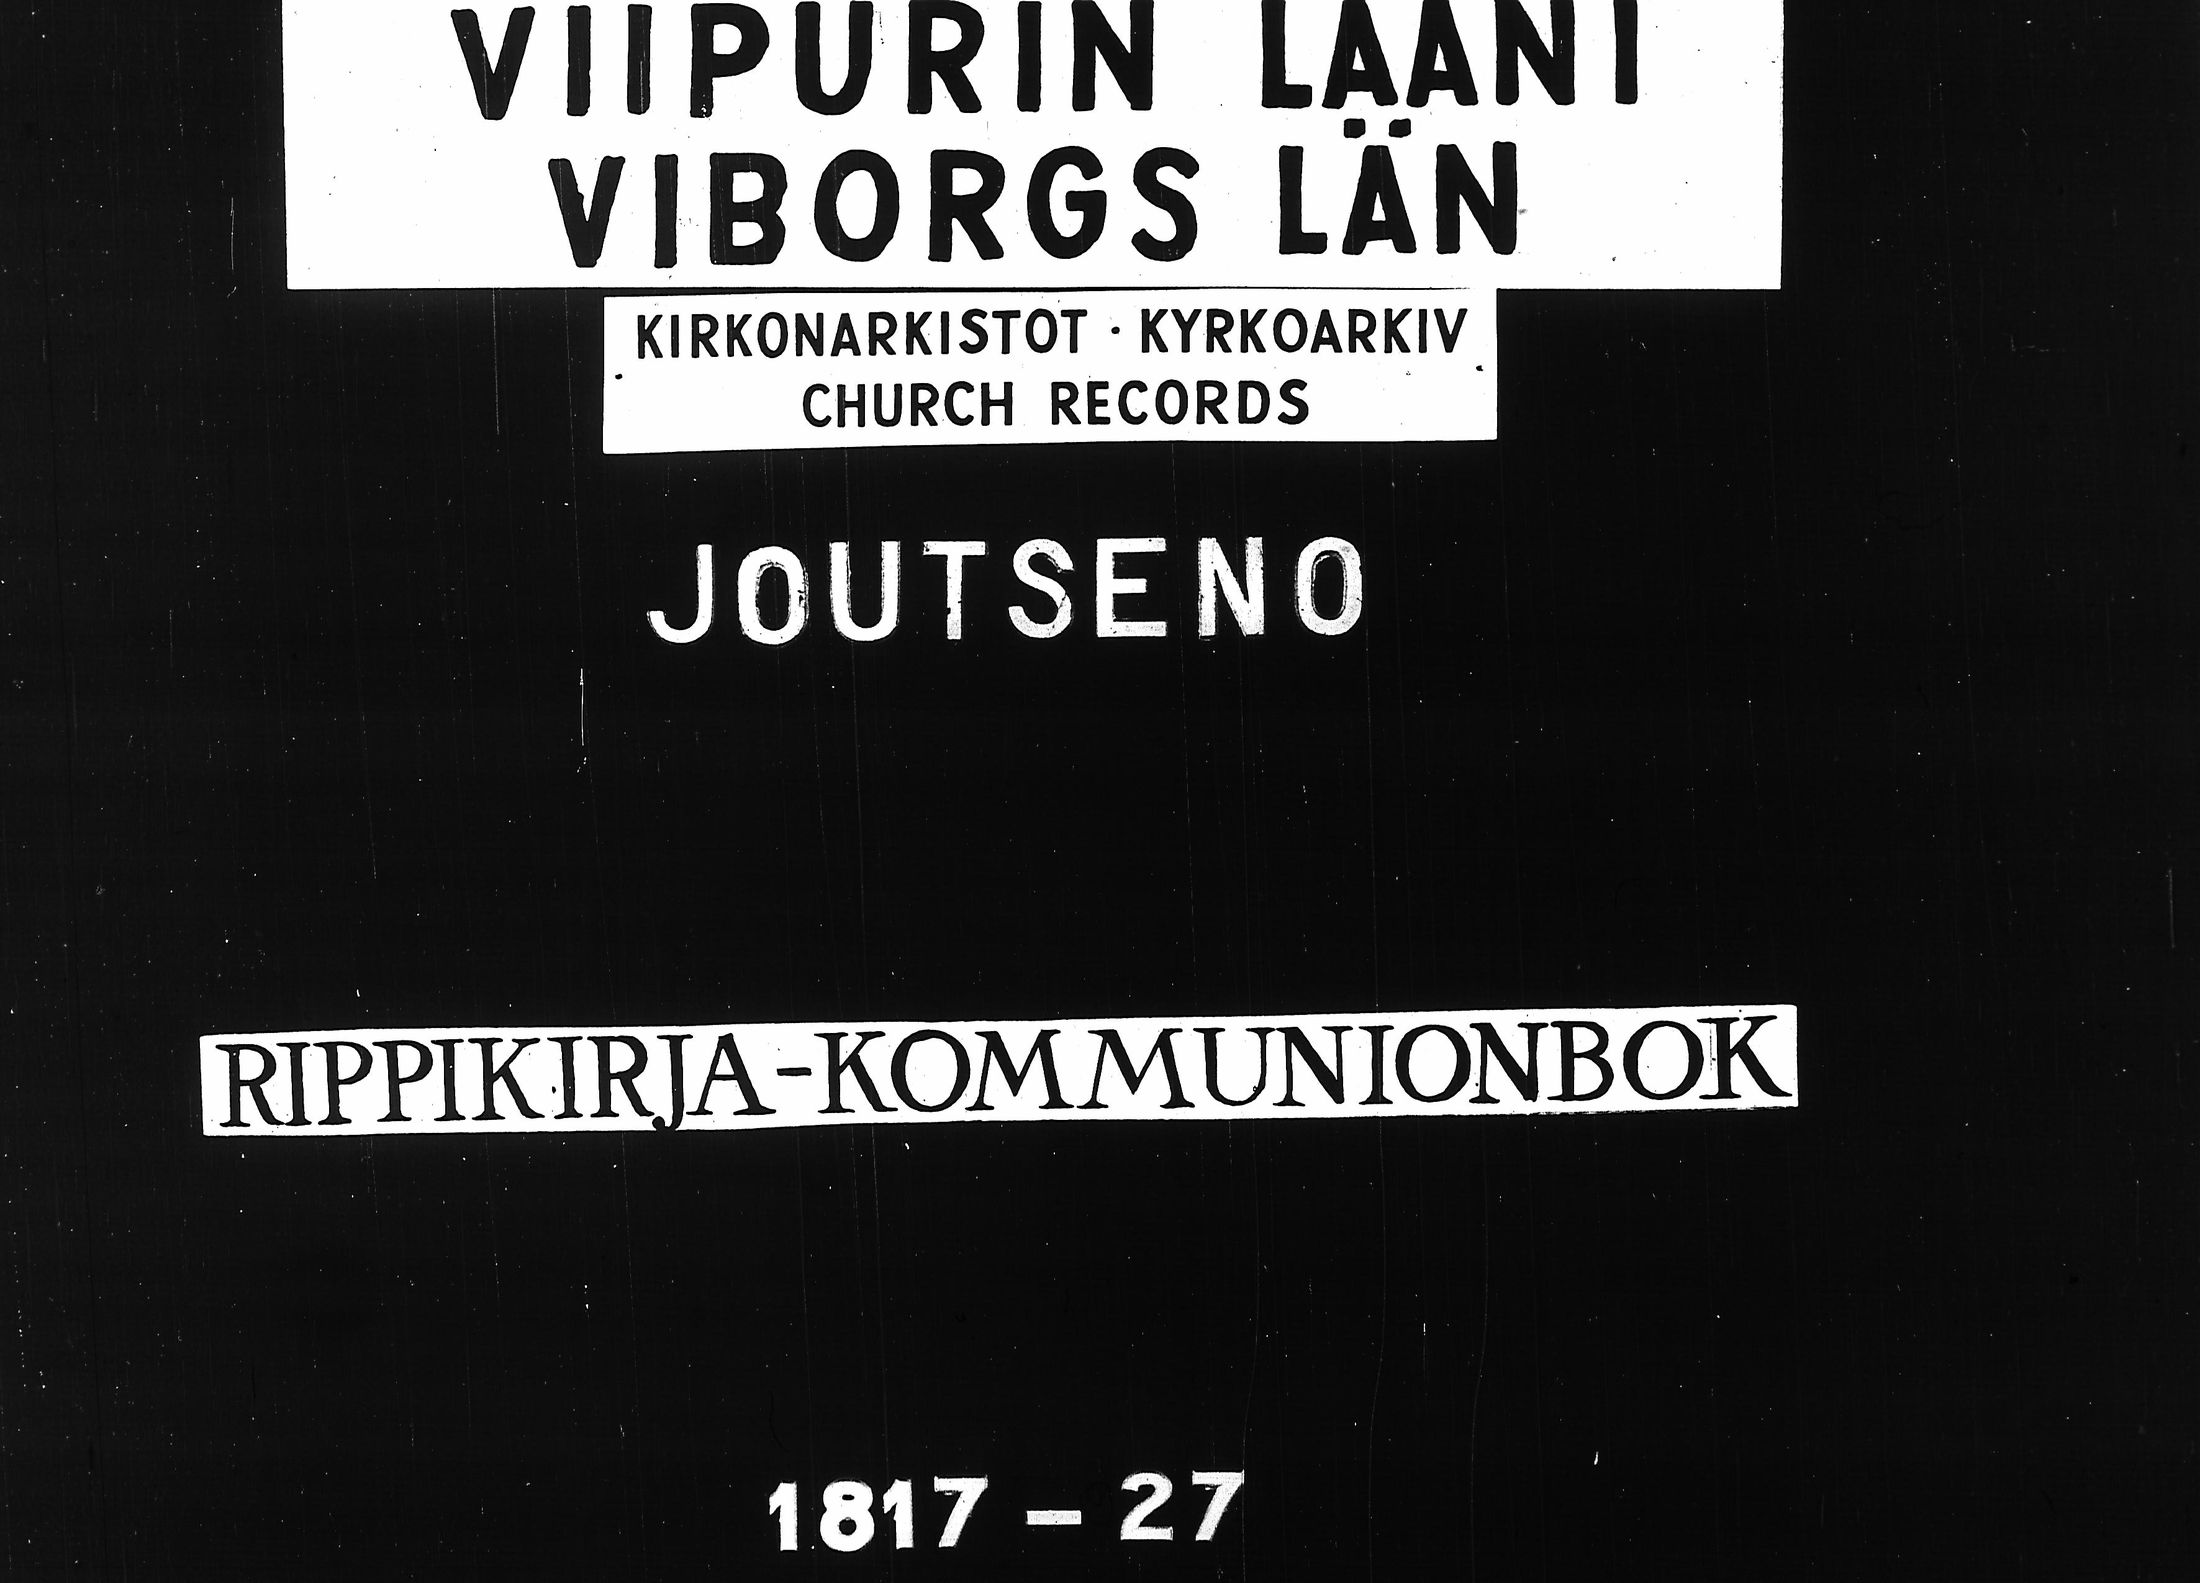 VIIPURIN LÄÄNI
VIBORGS LÄN
KIRKONARKISTOT · KYRKOARKIV
CHURCH RECORDS
JOUTSENO
RIPPIKIRJA-KOMMUNIONBOK
1817 - 27